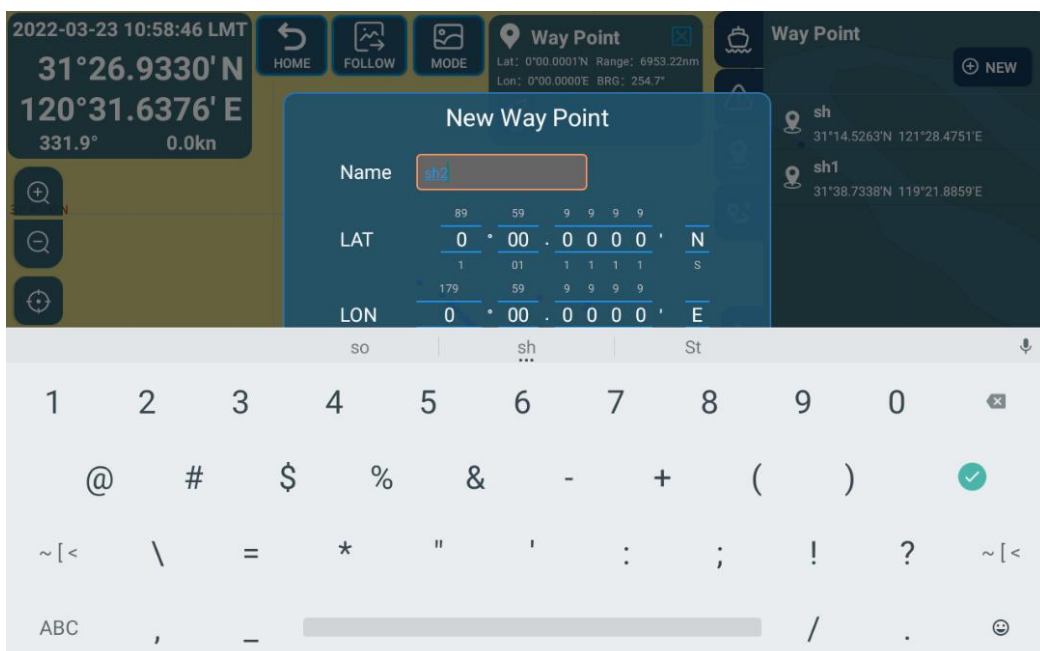 2022-03-23 10:58:46 LMT
31°26.9330'N
120°31.6376'E
331.9° 0.0kn
HOME
FOLLOW
MODE
Way Point
Lat: 0°00.0001'N Range: 6953.22nm
Lon: 0°00.0000'E BRG: 254.7°
Way Point
NEW
sh
31°14.5263'N 121°28.4751'E
sh1
31°38.7338'N 119°21.8859'E
New Way Point
Name sh2
89 59 9 9 9 9
LAT 0 ° 00 . 0 0 0 0 ' N
1 01 1 1 1 1 S
179 59 9 9 9 9
LON 0 ° 00 . 0 0 0 0 ' E
so sh St
1 2 3 4 5 6 7 8 9 0
@ # $ % & - + ( )
~ [ < \ = * " ' : ; ! ? ~ [ <
ABC , _ / .